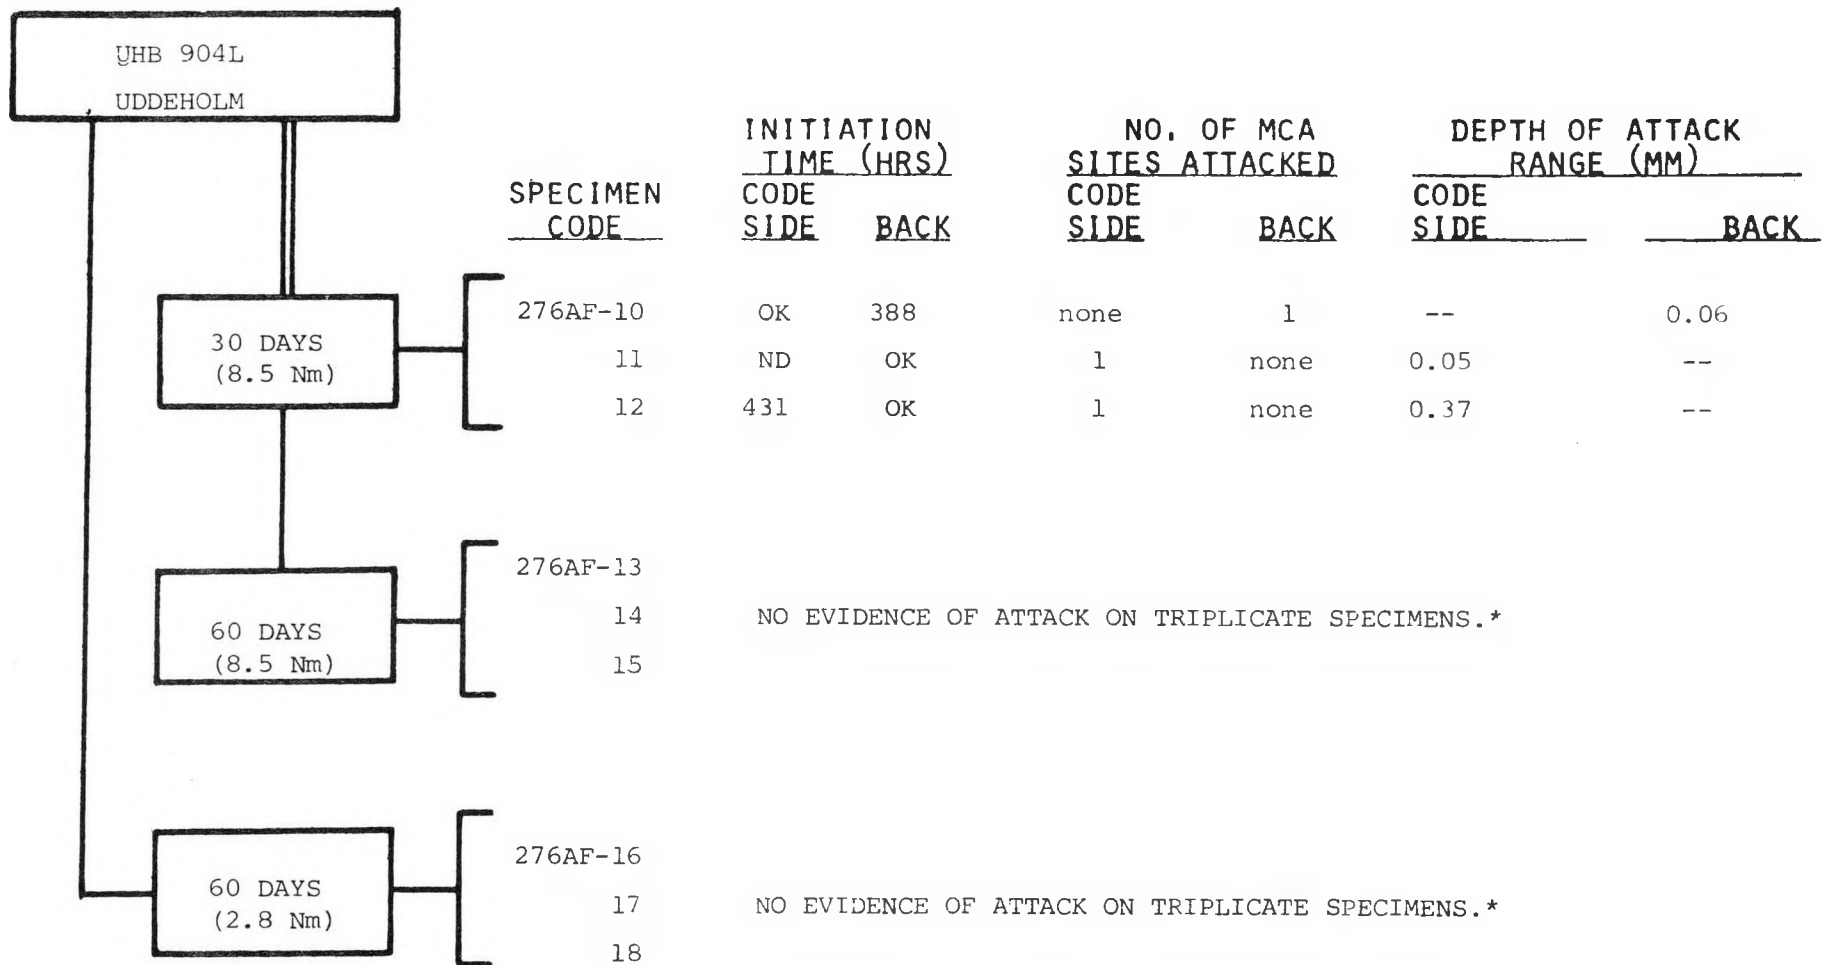 UHB 904L
UDDEHOLM
INITIATION NO. OF MCA DEPTH OF ATTACK
TIME (HRS) SITES ATTACKED RANGE (MM)
SPECIMEN CODE CODE CODE
CODE SIDE BACK SIDE BACK SIDE BACK
30 DAYS
(8.5 Nm)
276AF-10 OK 388 none 1 -- 0.06
11 ND OK 1 none 0.05 --
12 431 OK 1 none 0.37 --
60 DAYS
(8.5 Nm)
276AF-13
14 NO EVIDENCE OF ATTACK ON TRIPLICATE SPECIMENS.*
15
60 DAYS
(2.8 Nm)
276AF-16
17 NO EVIDENCE OF ATTACK ON TRIPLICATE SPECIMENS.*
18